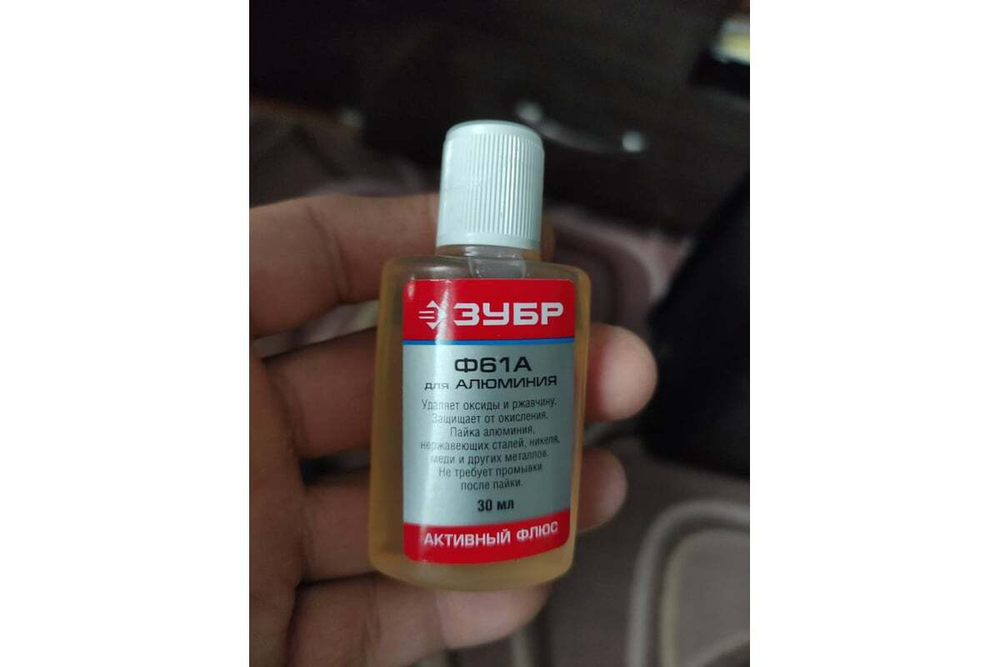 ЗУБР
Ф61А
для АЛЮМИНИЯ
Удаляет оксиды и ржавчину.
Защищает от окисления.
Пайка алюминия,
нержавеющих сталей, никеля,
меди и других металлов.
Не требует промывки
после пайки.
30 мл
АКТИВНЫЙ ФЛЮС